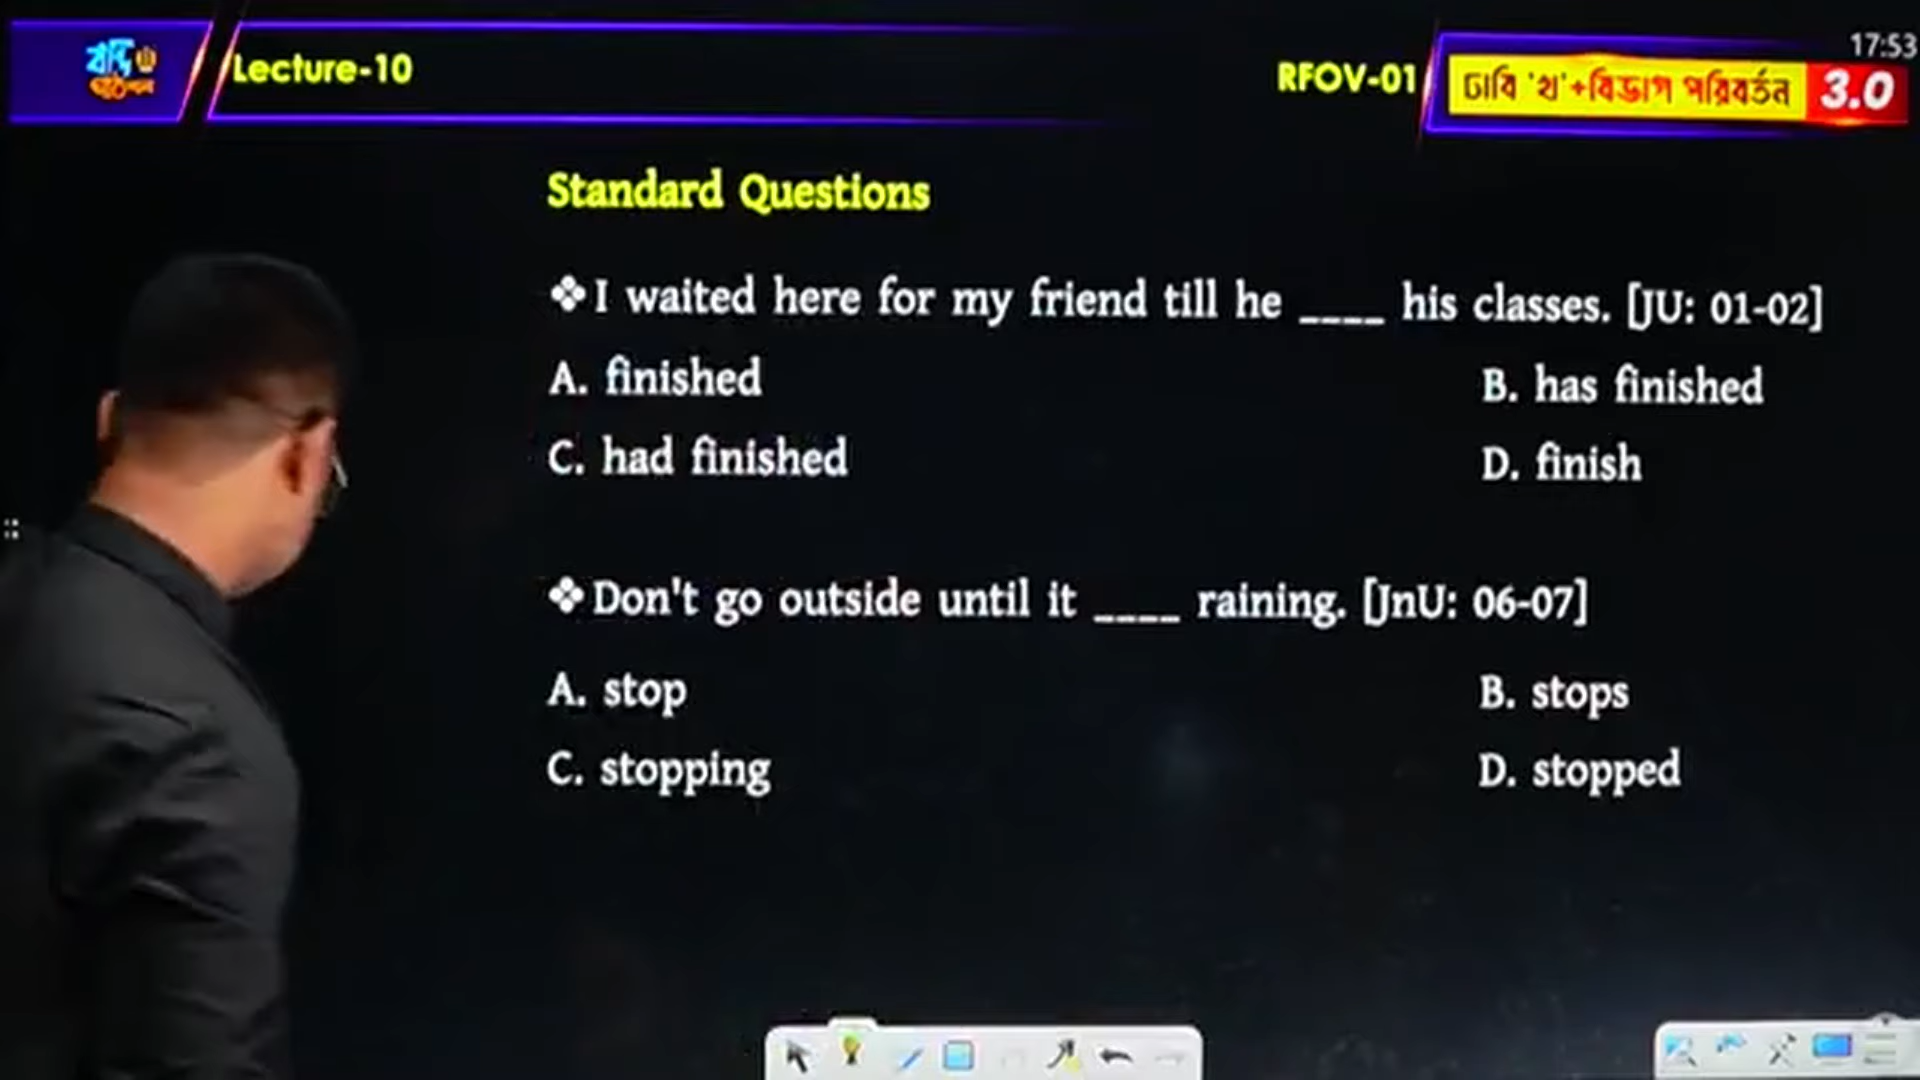 17:53
Lecture-10
RFOV-01
ঢাবি 'খ'+বিভাগ পরিবর্তন 3.0
Standard Questions
❖I waited here for my friend till he ____ his classes. [JU: 01-02]
A. finished
B. has finished
C. had finished
D. finish
❖Don't go outside until it ____ raining. [JnU: 06-07]
A. stop
B. stops
C. stopping
D. stopped